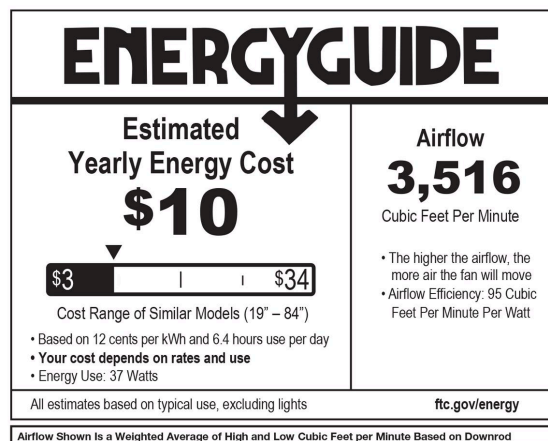 ENERGYGUIDE
Estimated
Yearly Energy Cost
$10
$3
$34
Cost Range of Similar Models (19" – 84")
• Based on 12 cents per kWh and 6.4 hours use per day
• Your cost depends on rates and use
• Energy Use: 37 Watts
Airflow
3,516
Cubic Feet Per Minute
• The higher the airflow, the
more air the fan will move
• Airflow Efficiency: 95 Cubic
Feet Per Minute Per Watt
All estimates based on typical use, excluding lights
ftc.gov/energy
Airflow Shown Is a Weighted Average of High and Low Cubic Feet per Minute Based on Downrod